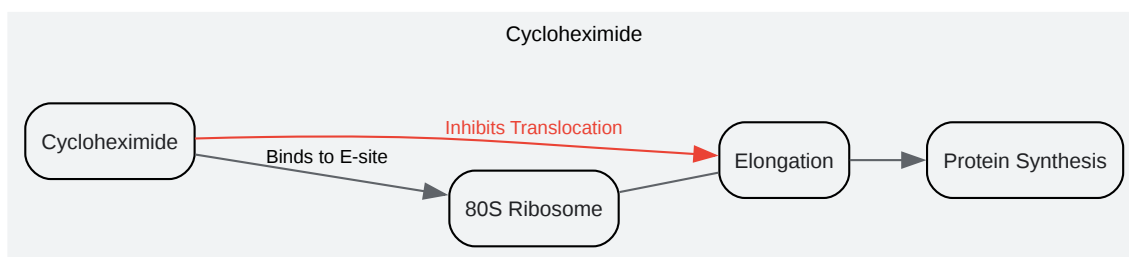 Cycloheximide
Cycloheximide
Inhibits Translocation
Binds to E-site
80S Ribosome
Elongation
Protein Synthesis